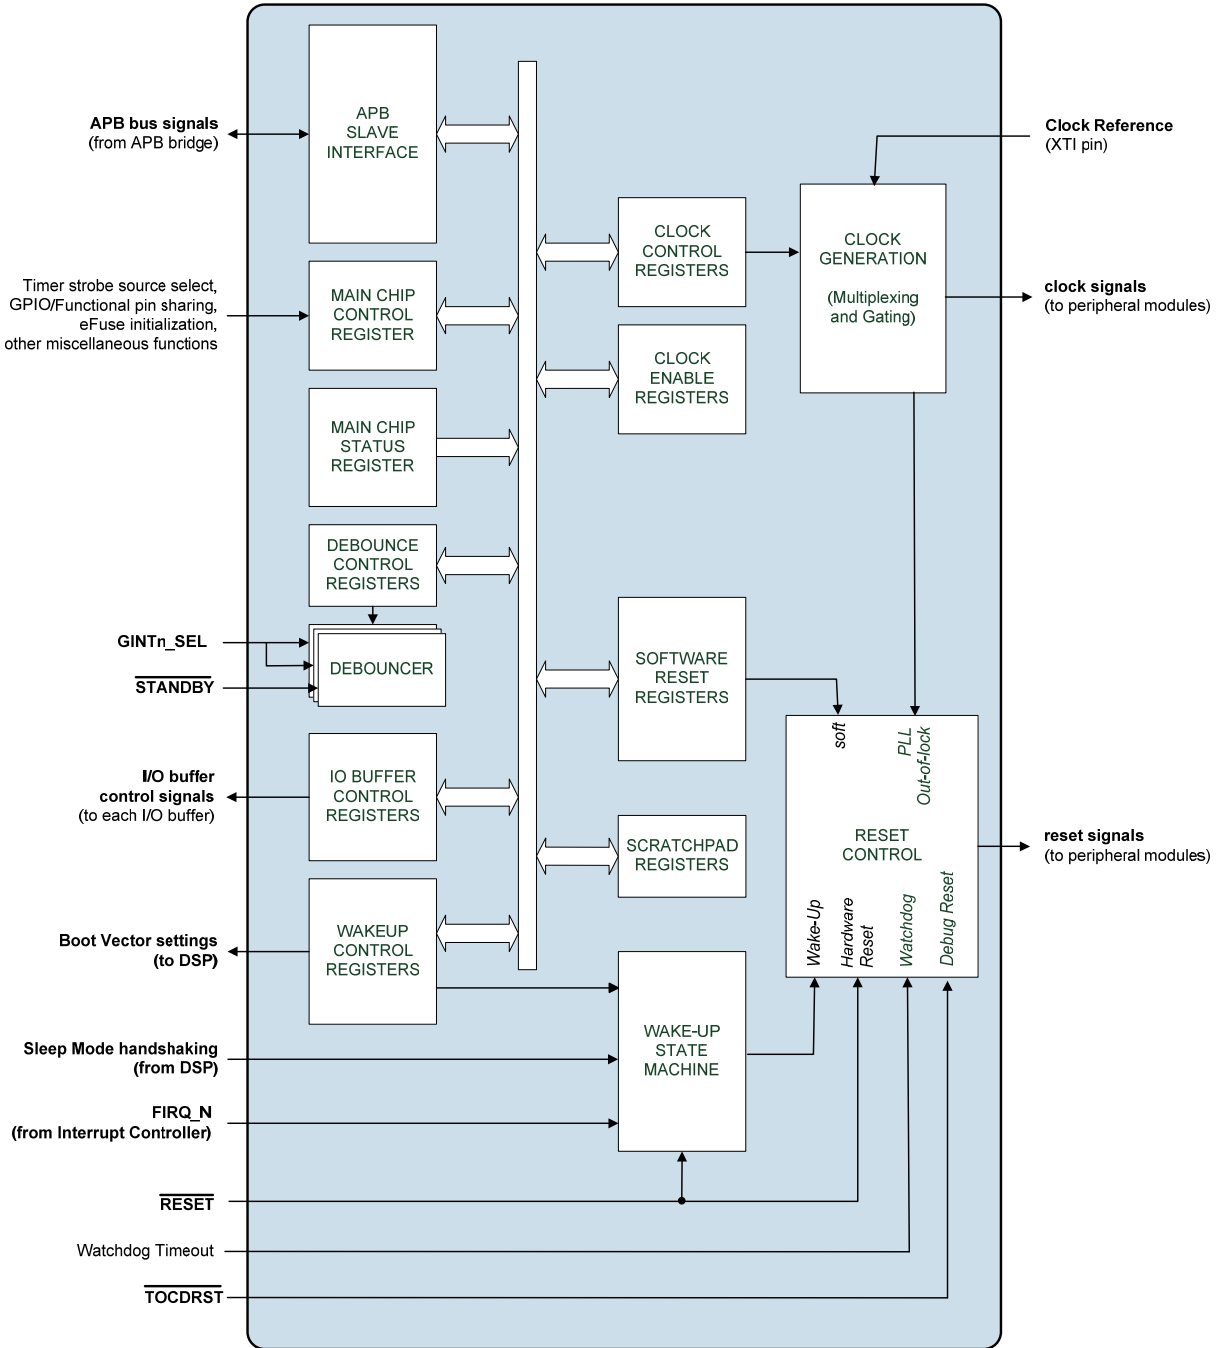 APB bus signals
(from APB bridge)
Timer strobe source select,
GPIO/Functional pin sharing,
eFuse initialization,
other miscellaneous functions
GINTn_SEL
STANDBY
I/O buffer
control signals
(to each I/O buffer)
Boot Vector settings
(to DSP)
Sleep Mode handshaking
(from DSP)
FIRQ_N
(from Interrupt Controller)
RESET
Watchdog Timeout
TOCDRST
APB
SLAVE
INTERFACE
MAIN CHIP
CONTROL
REGISTER
MAIN CHIP
STATUS
REGISTER
DEBOUNCE
CONTROL
REGISTERS
DEBOUNCER
IO BUFFER
CONTROL
REGISTERS
WAKEUP
CONTROL
REGISTERS
CLOCK
CONTROL
REGISTERS
CLOCK
ENABLE
REGISTERS
SOFTWARE
RESET
REGISTERS
SCRATCHPAD
REGISTERS
WAKE-UP
STATE
MACHINE
CLOCK
GENERATION
(Multiplexing
and Gating)
soft
PLL
Out-of-lock
RESET
CONTROL
Wake-Up
Hardware
Reset
Watchdog
Debug Reset
Clock Reference
(XTI pin)
clock signals
(to peripheral modules)
reset signals
(to peripheral modules)